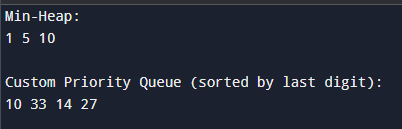 Min-Heap:
1 5 10
Custom Priority Queue (sorted by last digit):
10 33 14 27